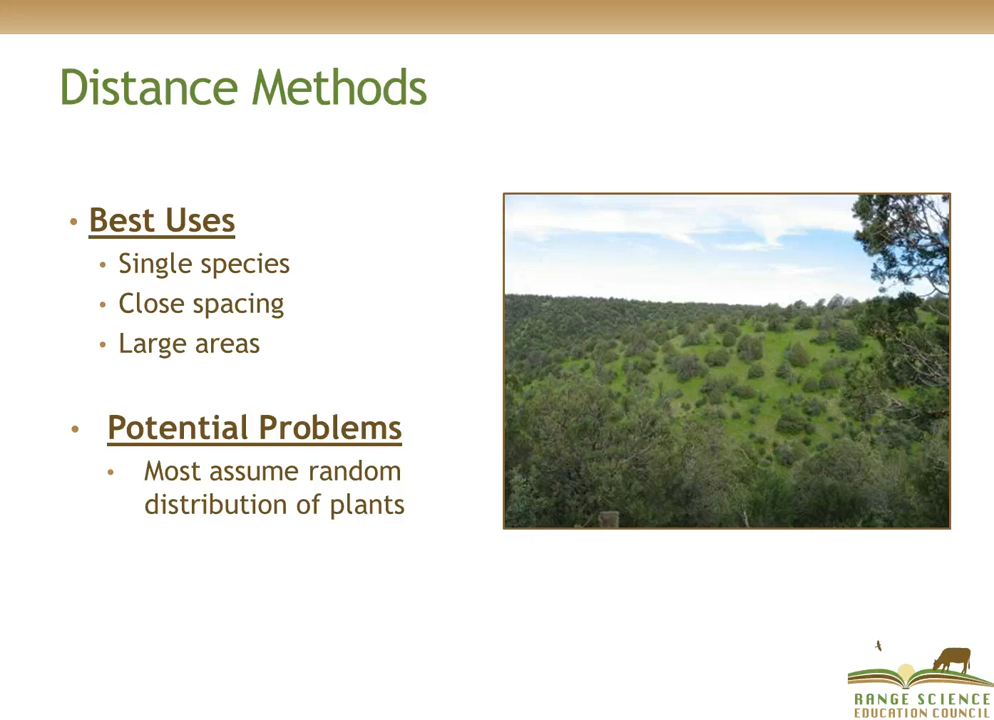 Distance Methods
• Best Uses
• Single species
• Close spacing
• Large areas
• Potential Problems
• Most assume random
distribution of plants
RANGE SCIENCE
EDUCATION COUNCIL